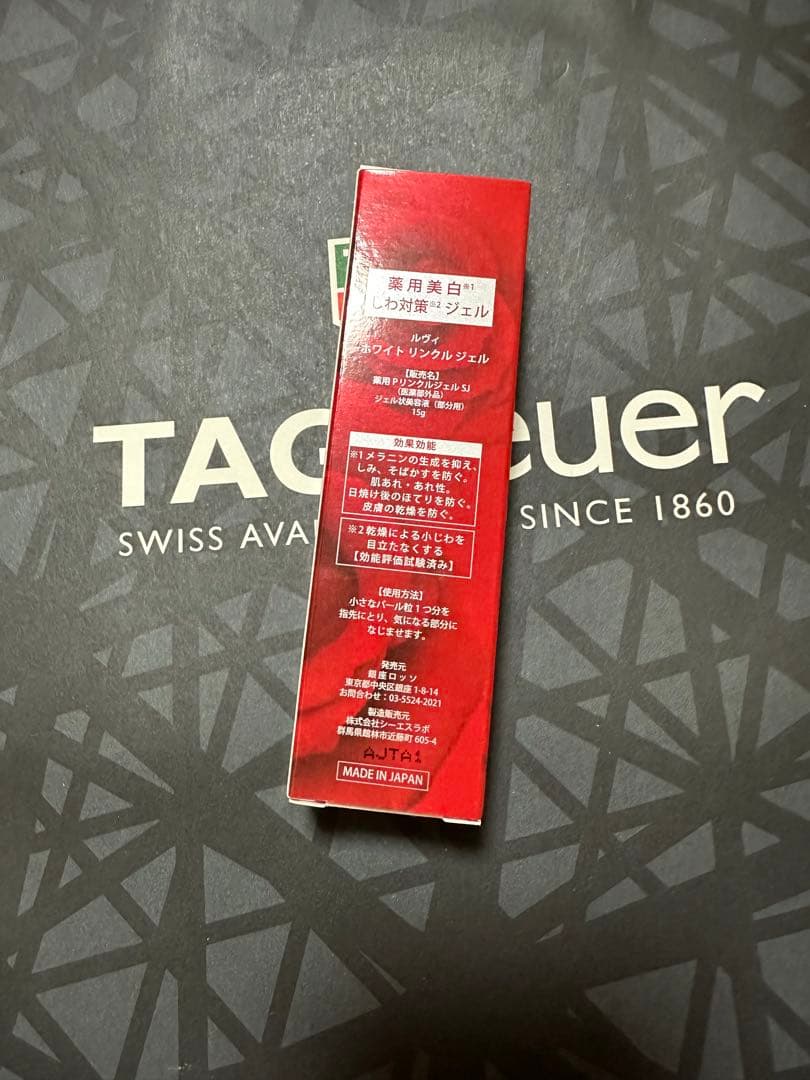 薬用美白※1
しわ対策※2 ジェル
ルヴィ
ホワイト リンクル ジェル
【販売名】
薬用 P リンクルジェル SJ
(医薬部外品)
ジェル状美容液（部分用）
15g
効果効能
※1 メラニンの生成を抑え、
しみ、そばかすを防ぐ。
肌あれ・あれ性。
日焼け後のほてりを防ぐ。
皮膚の乾燥を防ぐ。
※2 乾燥による小じわを
目立たなくする
【効能評価試験済み】
【使用方法】
小さなパール粒 1 つ分を
指先にとり、気になる部分に
なじませます。
発売元
銀座ロッソ
東京都中央区銀座 1-8-14
お問合わせ：03-5524-2021
製造販売元
株式会社シーエスラボ
群馬県館林市近藤町 605-4
AJTA
MADE IN JAPAN
TAG euer
SWISS AVA SINCE 1860